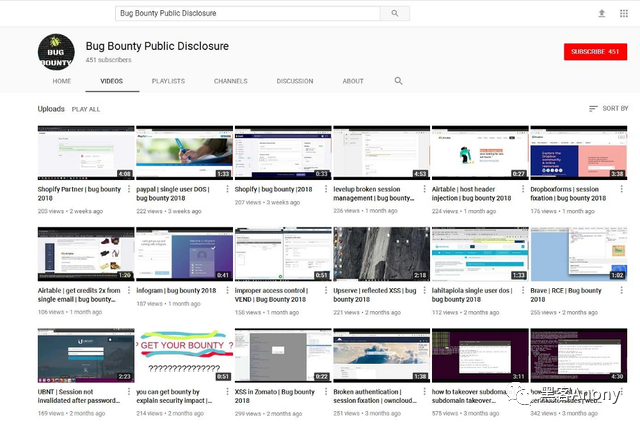 Bug Bounty Public Disclosure
BUG
BOUNTY
Bug Bounty Public Disclosure
451 subscribers
SUBSCRIBE 451
HOME VIDEOS PLAYLISTS CHANNELS DISCUSSION ABOUT
Uploads PLAY ALL
SORT BY
4:08
1:33
0:33
4:53
0:27
3:38
Shopify Partner | bug bounty
2018
203 views • 2 weeks ago
paypal | single user DOS |
bug bounty 2018
222 views • 3 weeks ago
Shopify | bug bounty |2018
207 views • 3 weeks ago
levelup broken session
management | bug bounty...
236 views • 1 month ago
Airtable | host header
injection | bug bounty 2018
224 views • 1 month ago
Dropboxforms | session
fixation | bug bounty 2018
176 views • 1 month ago
1:20
0:41
0:51
2:18
1:33
1:02
Airtable | get credits 2x from
single email | bug bounty...
106 views • 1 month ago
infogram | bug bounty |2018
187 views • 1 month ago
improper access control |
VEND | Bug Bounty 2018
158 views • 1 month ago
Upserve | reflected XSS | bug
bounty 2018
221 views • 2 months ago
lahitapiola single user dos |
bug bounty 2018
112 views • 2 months ago
Brave | RCE | Bug Bounty
2018
255 views • 2 months ago
2:23
GET YOUR BOUNTY ?
??????????????
0:51
0:22
1:38
3:11
4:30
UBNT | Session not
invalidated after password...
169 views • 2 months ago
you can get bounty by
explain security impact |...
214 views • 2 months ago
XSS in Zomato | Bug Bounty
2018
299 views • 2 months ago
Broken authentication |
session fixation | owncloud...
251 views • 3 months ago
how to takeover subdomain |
subdomain takeover...
575 views • 3 months ago
342 views • 3 months ago
黑客Anony